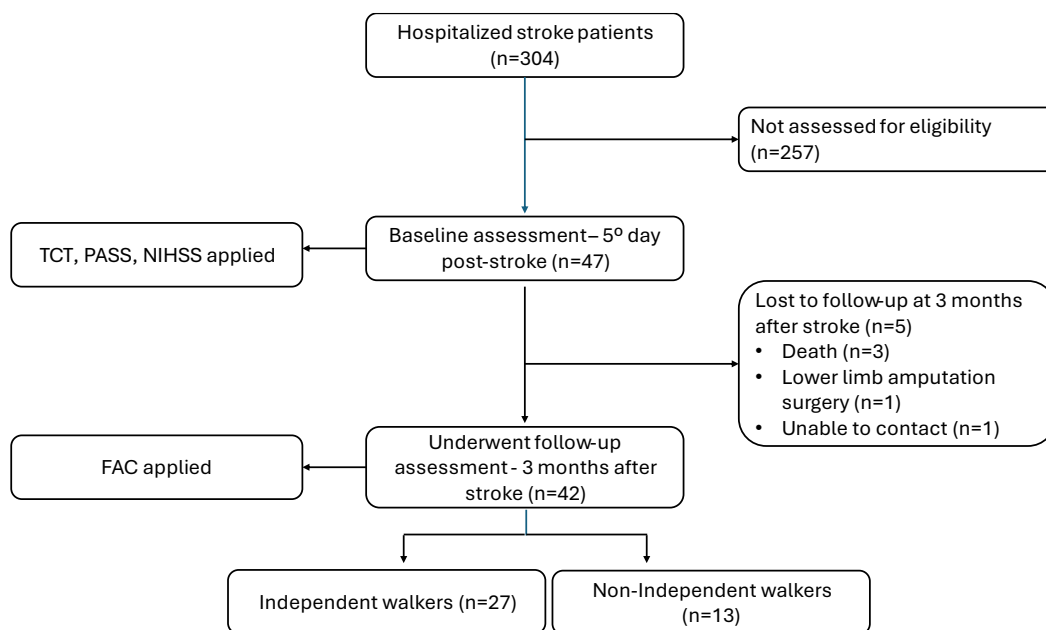 Hospitalized stroke patients
(n=304)
Not assessed for eligibility
(n=257)
Baseline assessment– 5º day
post-stroke (n=47)
TCT, PASS, NIHSS applied
Lost to follow-up at 3 months
after stroke (n=5)
• Death (n=3)
• Lower limb amputation
surgery (n=1)
• Unable to contact (n=1)
Underwent follow-up
assessment - 3 months after
stroke (n=42)
FAC applied
Independent walkers (n=27)
Non-Independent walkers
(n=13)